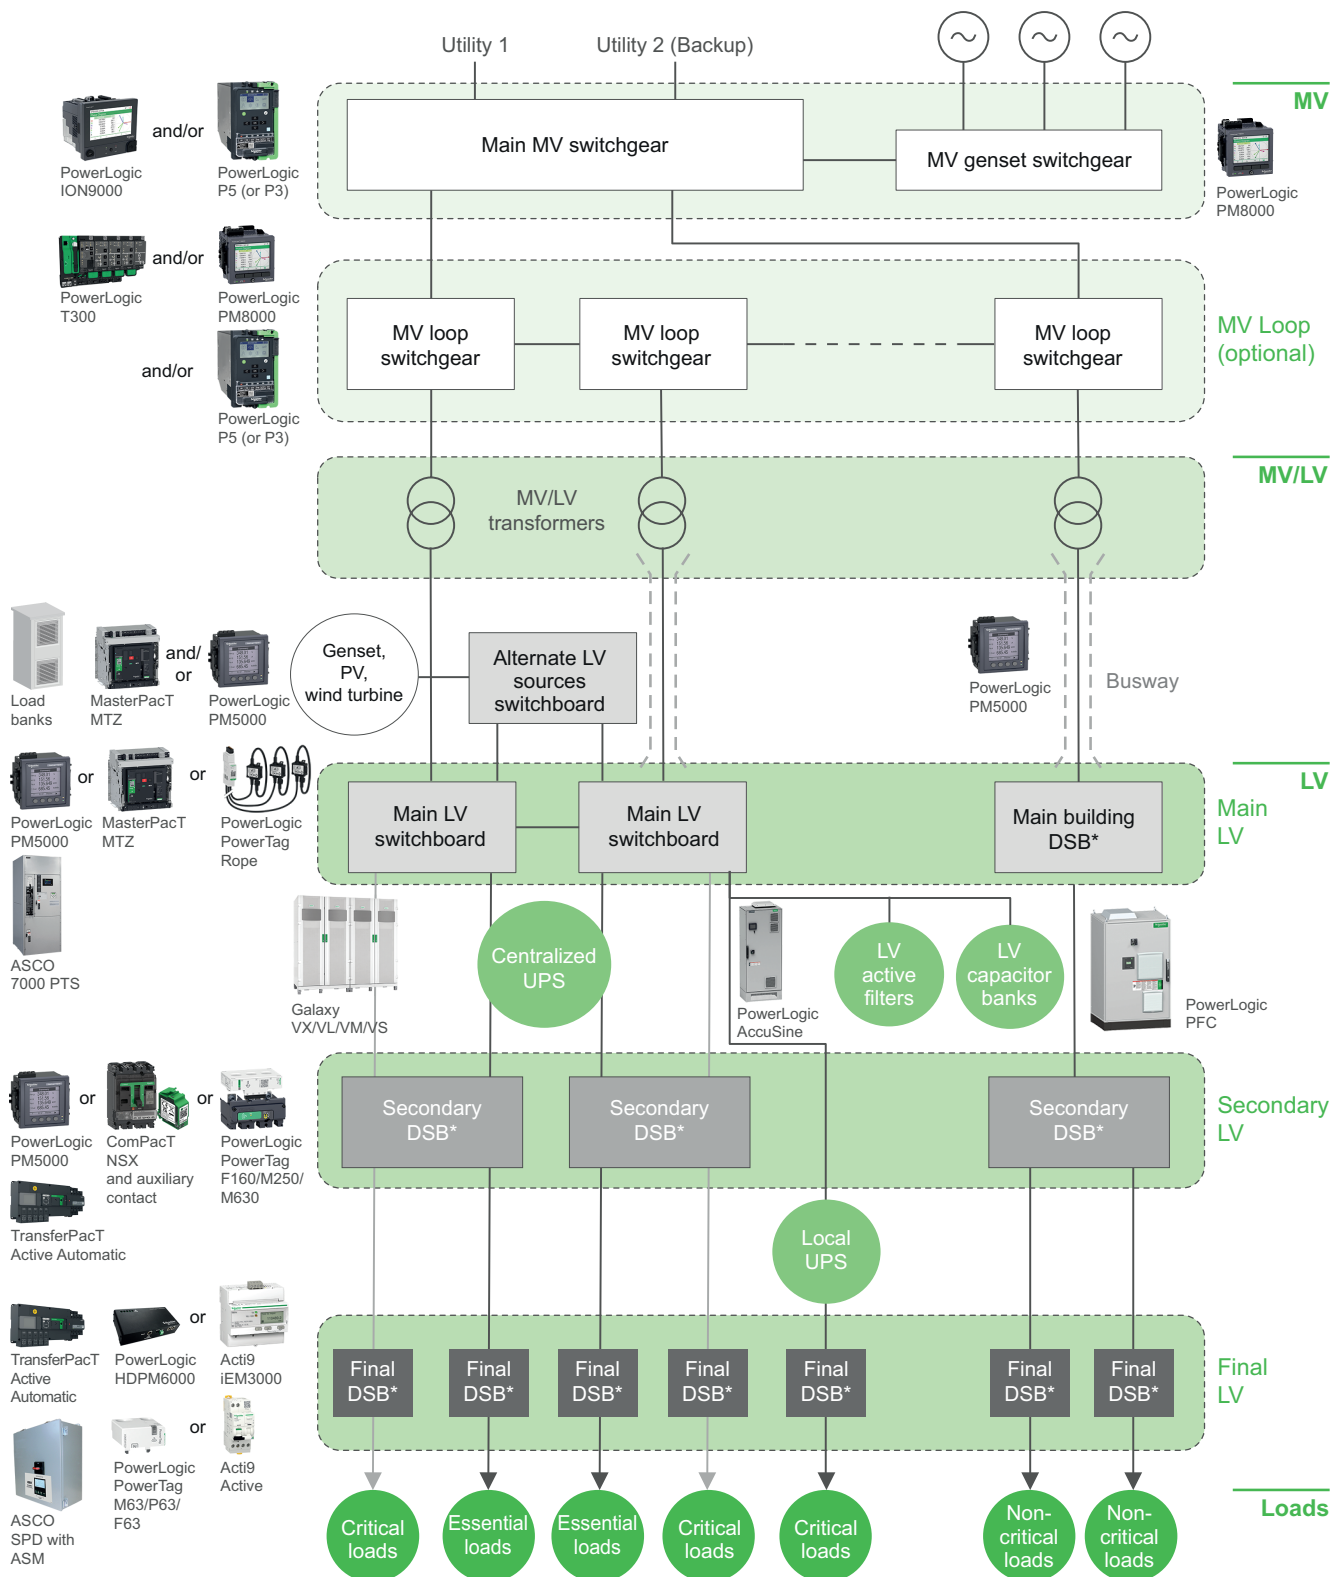 Utility 1
Utility 2 (Backup)
MV
Main MV switchgear
MV genset switchgear
and/or
PowerLogic
ION9000
PowerLogic
P5 (or P3)
PowerLogic
PM8000
and/or
PowerLogic
T300
PowerLogic
PM8000
and/or
PowerLogic
P5 (or P3)
MV loop
switchgear
MV loop
switchgear
MV loop
switchgear
MV Loop
(optional)
MV/LV
MV/LV
transformers
Load
banks
MasterPacT
MTZ
and/
or
PowerLogic
PM5000
Genset,
PV,
wind turbine
Alternate LV
sources
switchboard
PowerLogic
PM5000
Busway
LV
or
or
PowerLogic
PM5000
MasterPacT
MTZ
PowerLogic
PowerTag
Rope
Main LV
switchboard
Main LV
switchboard
Main building
DSB*
Main
LV
ASCO
7000 PTS
Galaxy
VX/VL/VM/VS
Centralized
UPS
PowerLogic
AccuSine
LV
active
filters
LV
capacitor
banks
PowerLogic
PFC
or
or
PowerLogic
PM5000
ComPacT
NSX
and auxiliary
contact
PowerLogic
PowerTag
F160/M250/
M630
Secondary
DSB*
Secondary
DSB*
Secondary
DSB*
Secondary
LV
TransferPacT
Active Automatic
Local
UPS
or
TransferPacT
Active
Automatic
PowerLogic
HDPM6000
Acti9
iEM3000
Final
DSB*
Final
DSB*
Final
DSB*
Final
DSB*
Final
DSB*
Final
DSB*
Final
DSB*
Final
LV
or
ASCO
SPD with
ASM
PowerLogic
PowerTag
M63/P63/
F63
Acti9
Active
Critical
loads
Essential
loads
Essential
loads
Critical
loads
Critical
loads
Non-
critical
loads
Non-
critical
loads
Loads